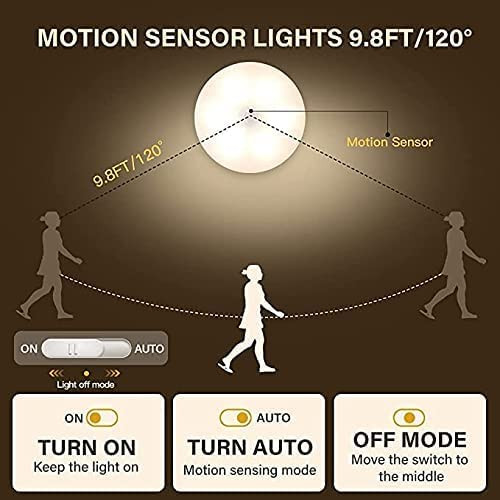 MOTION SENSOR LIGHTS 9.8FT/120°
Motion Sensor
9.8FT/120°
ON AUTO
Light off mode
ON
TURN ON
Keep the light on
AUTO
TURN AUTO
Motion sensing mode
OFF MODE
Move the switch to
the middle